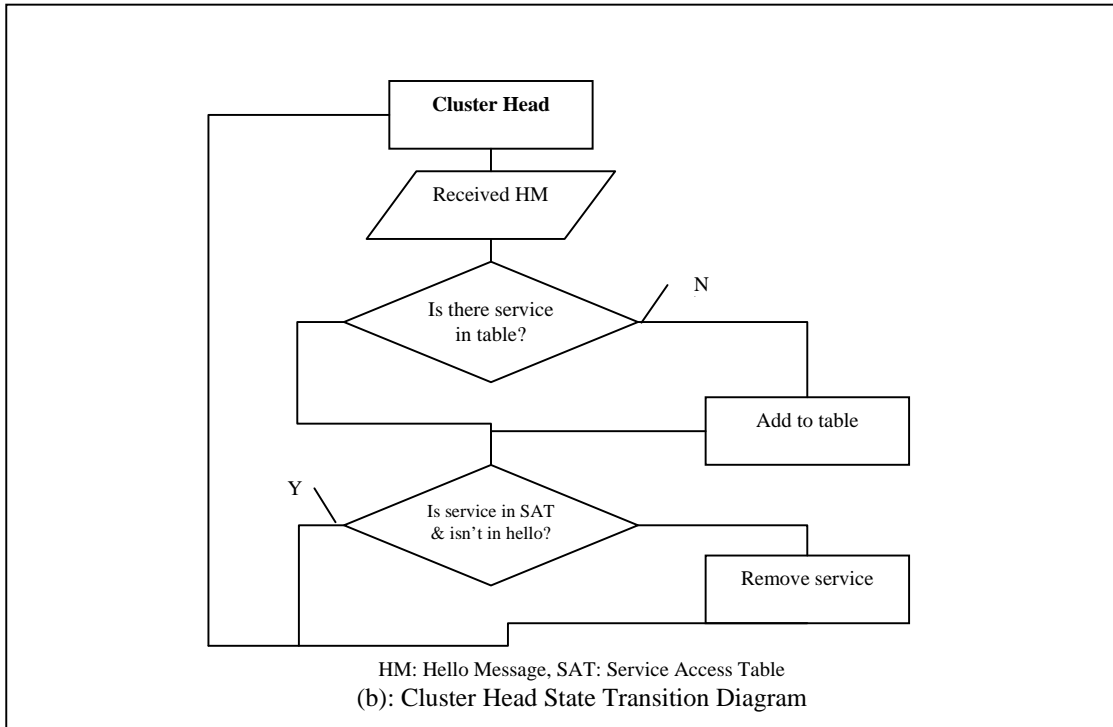 Cluster Head
Received HM
N
Is there service
in table?
Add to table
Y
Is service in SAT
& isn't in hello?
Remove service
HM: Hello Message, SAT: Service Access Table
(b): Cluster Head State Transition Diagram